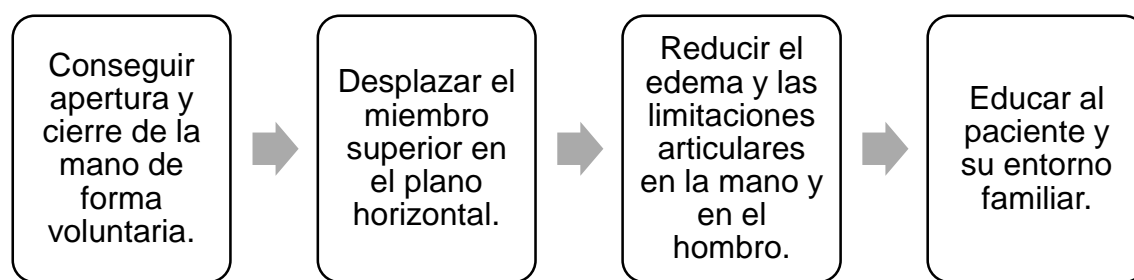 Conseguir
apertura y
cierre de la
mano de
forma
voluntaria.
Desplazar el
miembro
superior en
el plano
horizontal.
Reducir el
edema y las
limitaciones
articulares
en la mano y
en el
hombro.
Educar al
paciente y
su entorno
familiar.